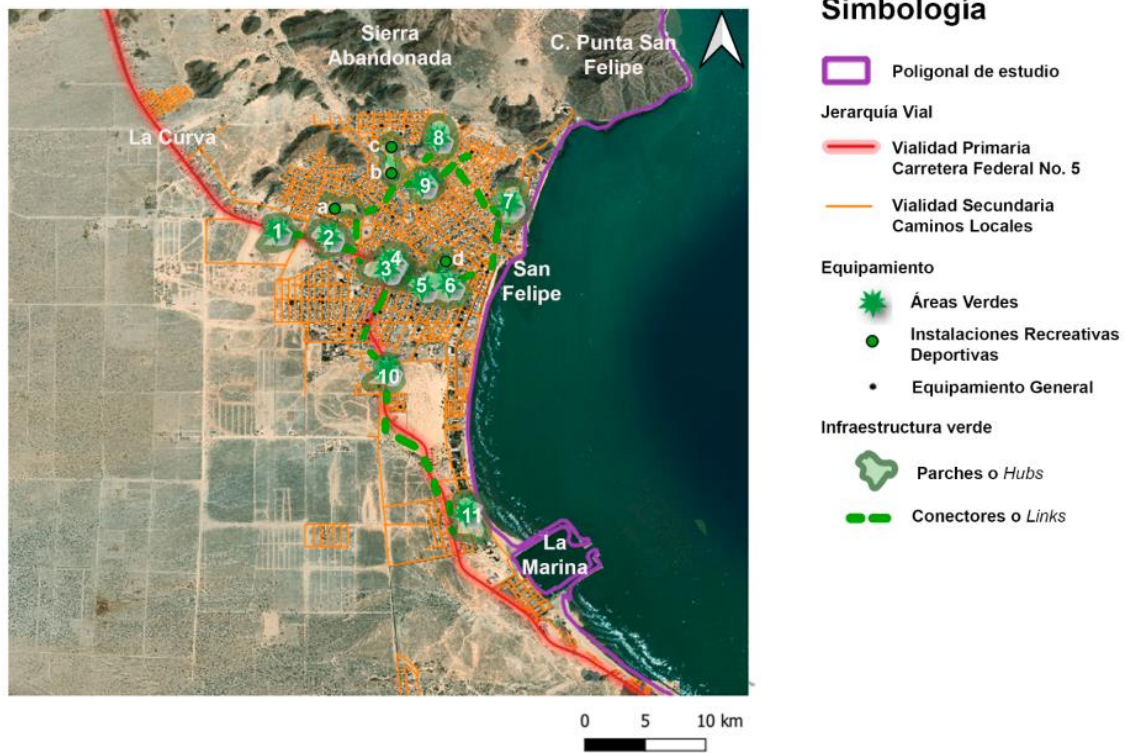 Simbología
Sierra
Abandonada
C. Punta San
Felipe
La Curva
c
b
a
d
8
9
7
1
2
4
3
5
6
San
Felipe
10
11
La
Marina
0 5 10 km
Poligonal de estudio
Jerarquía Vial
Vialidad Primaria
Carretera Federal No. 5
Vialidad Secundaria
Caminos Locales
Equipamiento
Áreas Verdes
Instalaciones Recreativas
Deportivas
Equipamiento General
Infraestructura verde
Parches o Hubs
Conectores o Links